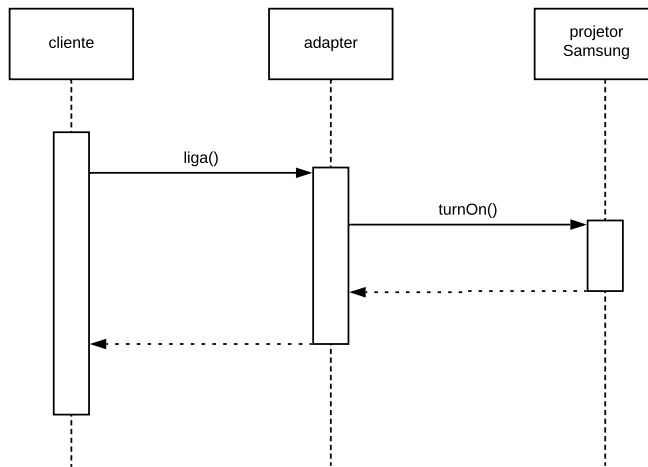 cliente
adapter
projetor
Samsung
liga()
turnOn()